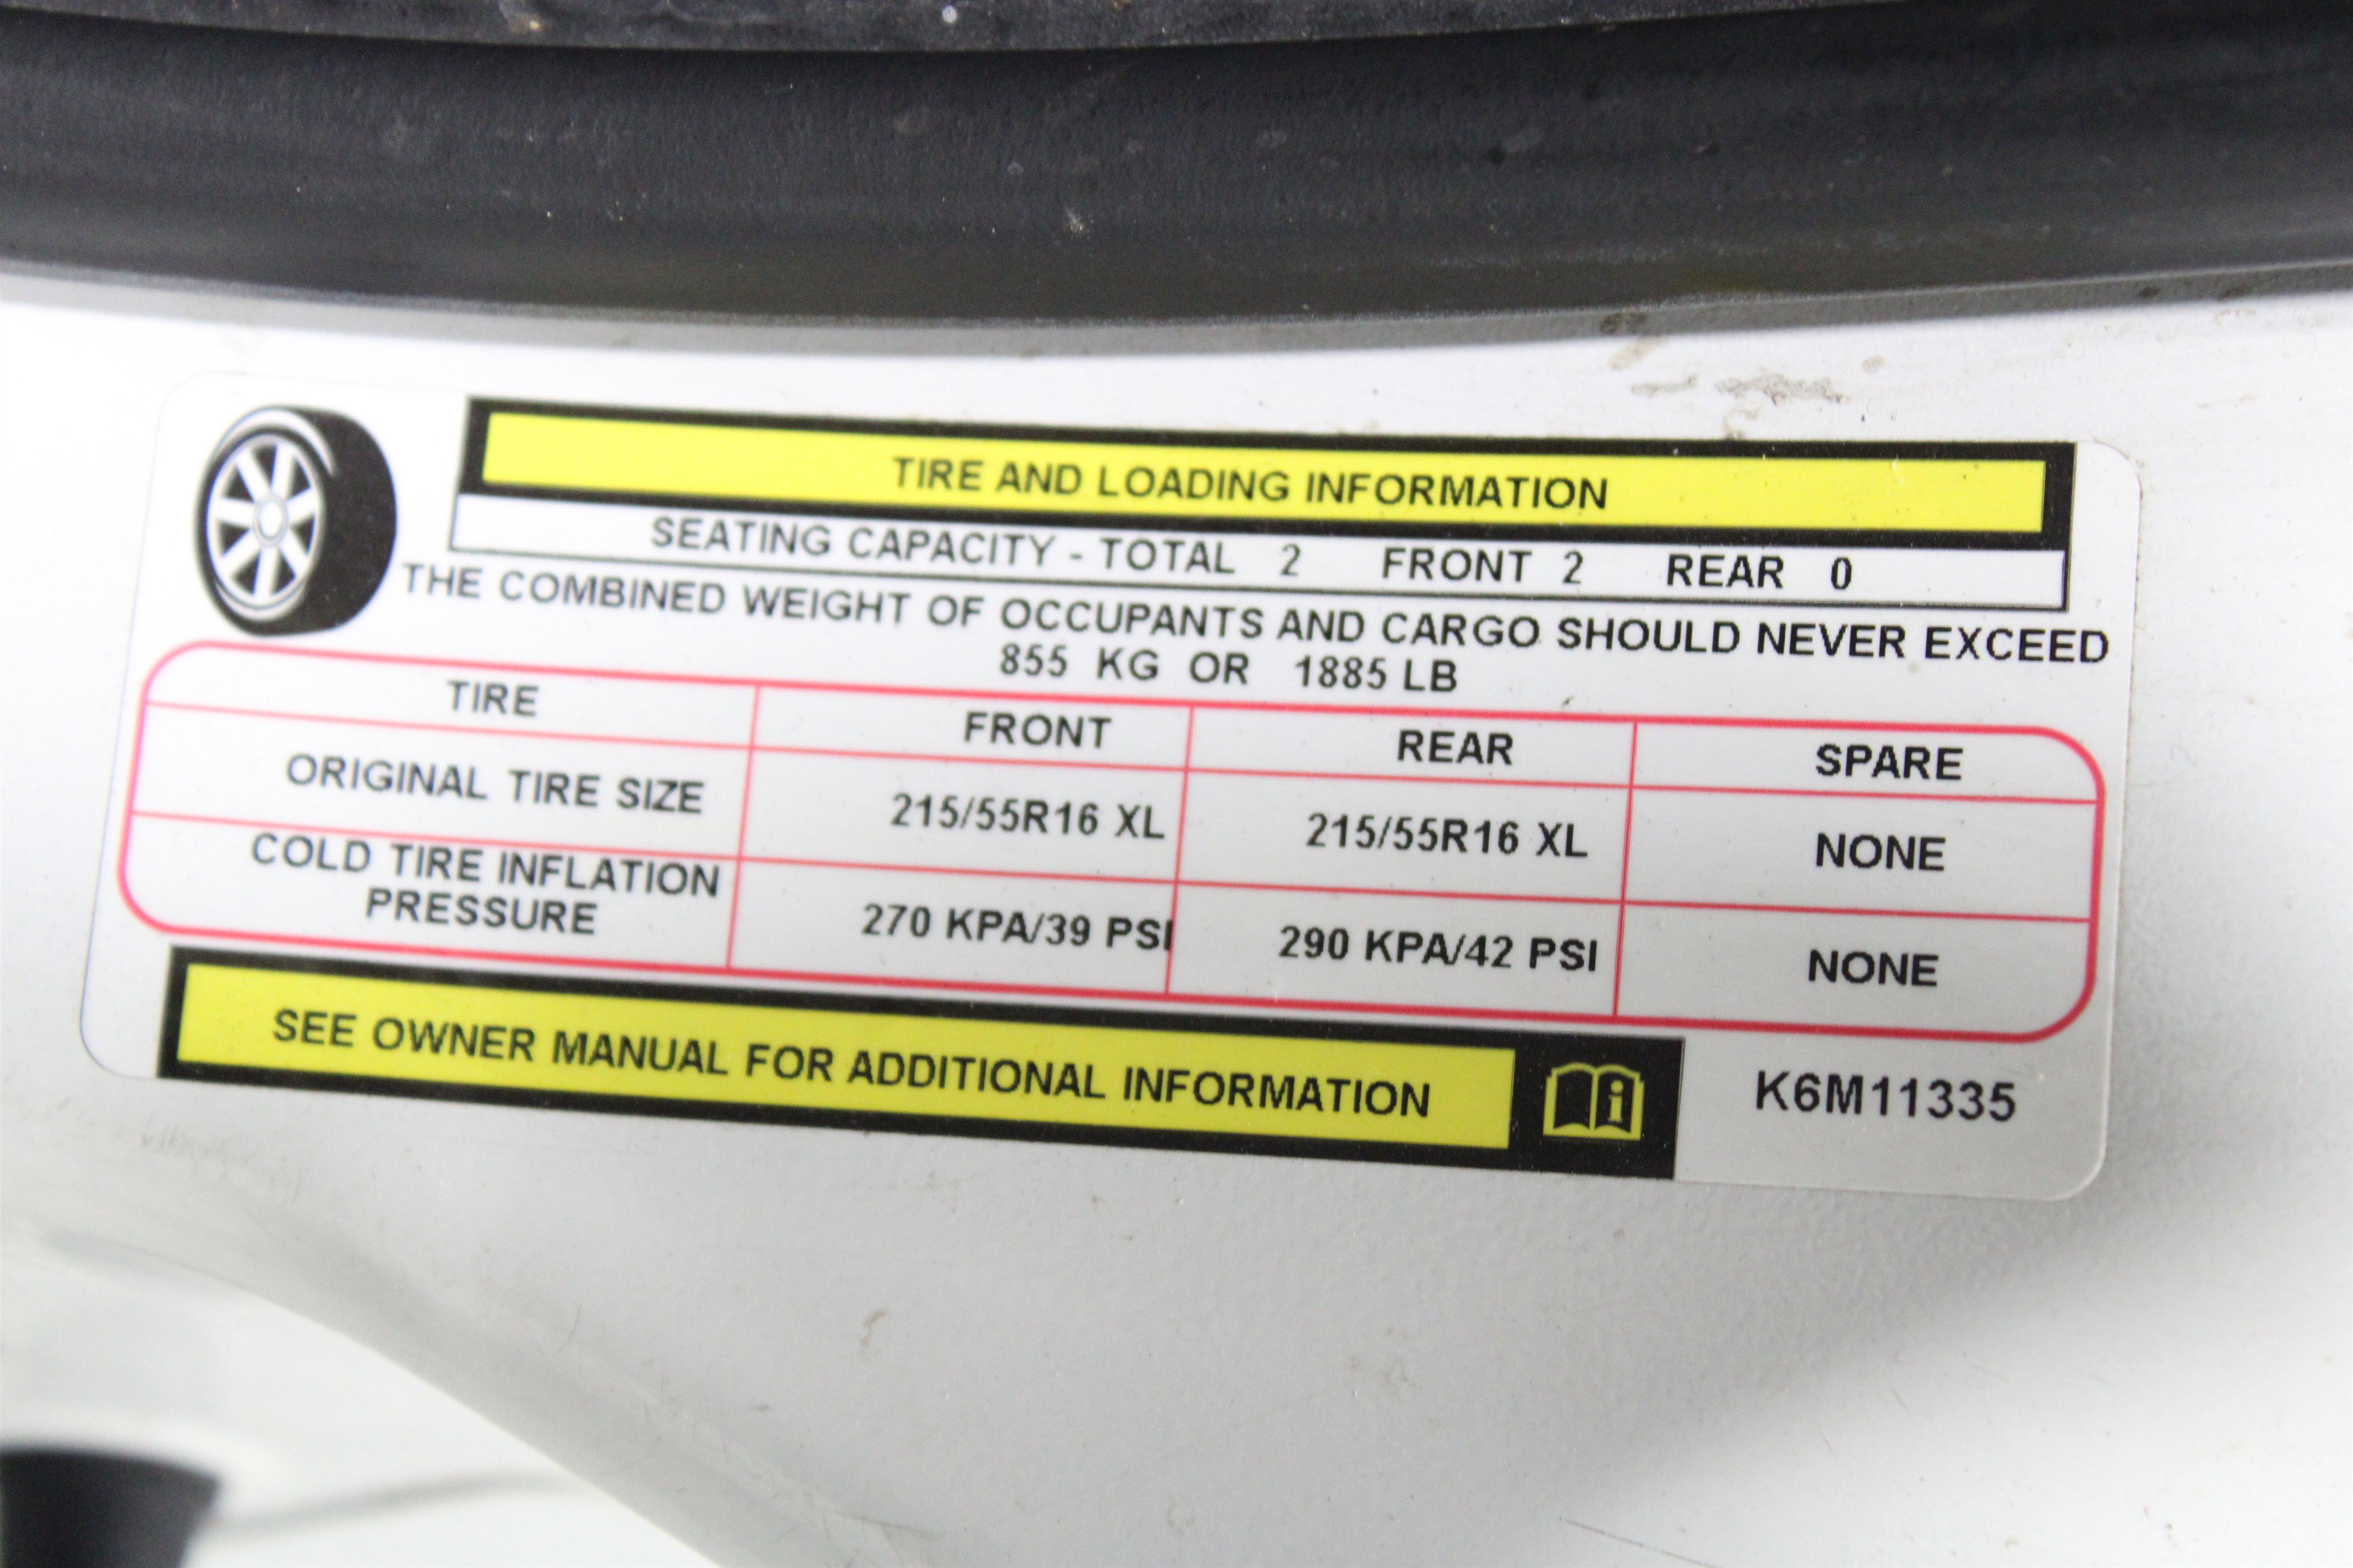 TIRE AND LOADING INFORMATION
SEATING CAPACITY - TOTAL 2 FRONT 2 REAR 0
THE COMBINED WEIGHT OF OCCUPANTS AND CARGO SHOULD NEVER EXCEED
855 KG OR 1885 LB
TIRE FRONT REAR SPARE
ORIGINAL TIRE SIZE 215/55R16 XL 215/55R16 XL NONE
COLD TIRE INFLATION
PRESSURE 270 KPA/39 PSI 290 KPA/42 PSI NONE
SEE OWNER MANUAL FOR ADDITIONAL INFORMATION i K6M11335